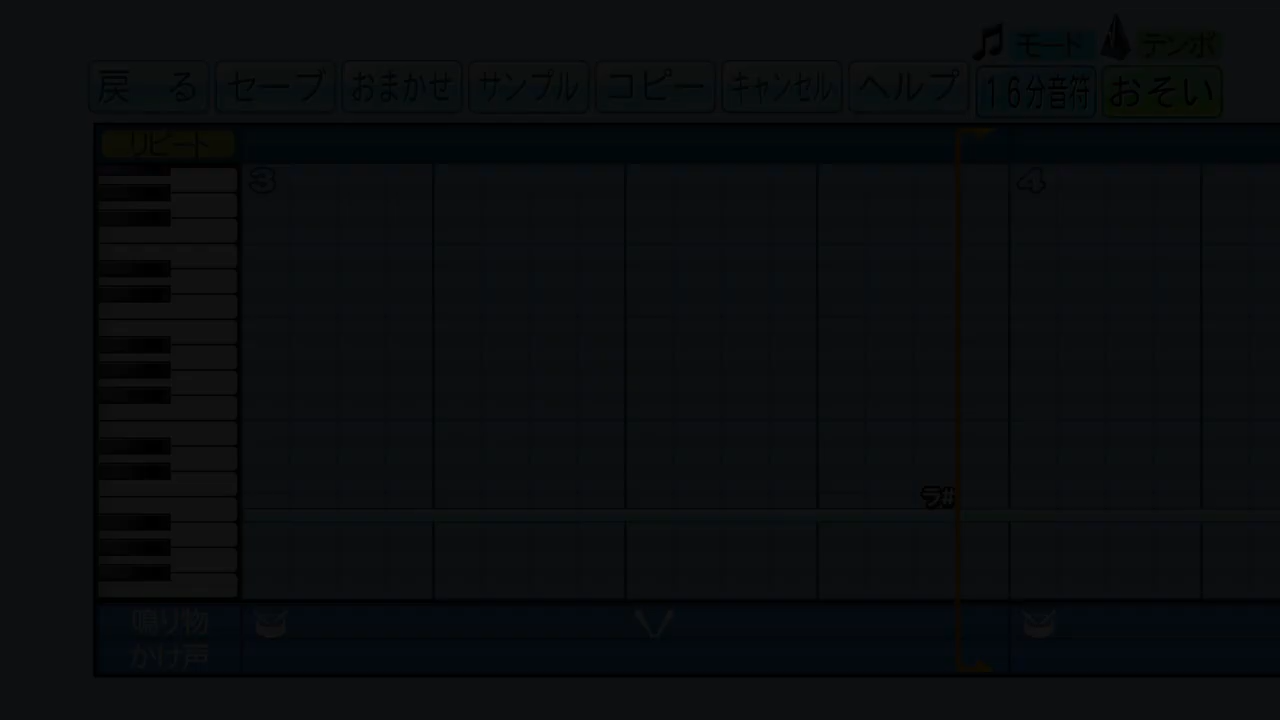 モード テンポ
戻 る セーブ おまかせ サンプル コピー キャンセル ヘルプ 16分音符 おそい
リピート
3 4
ラ#
鳴り物
かけ声